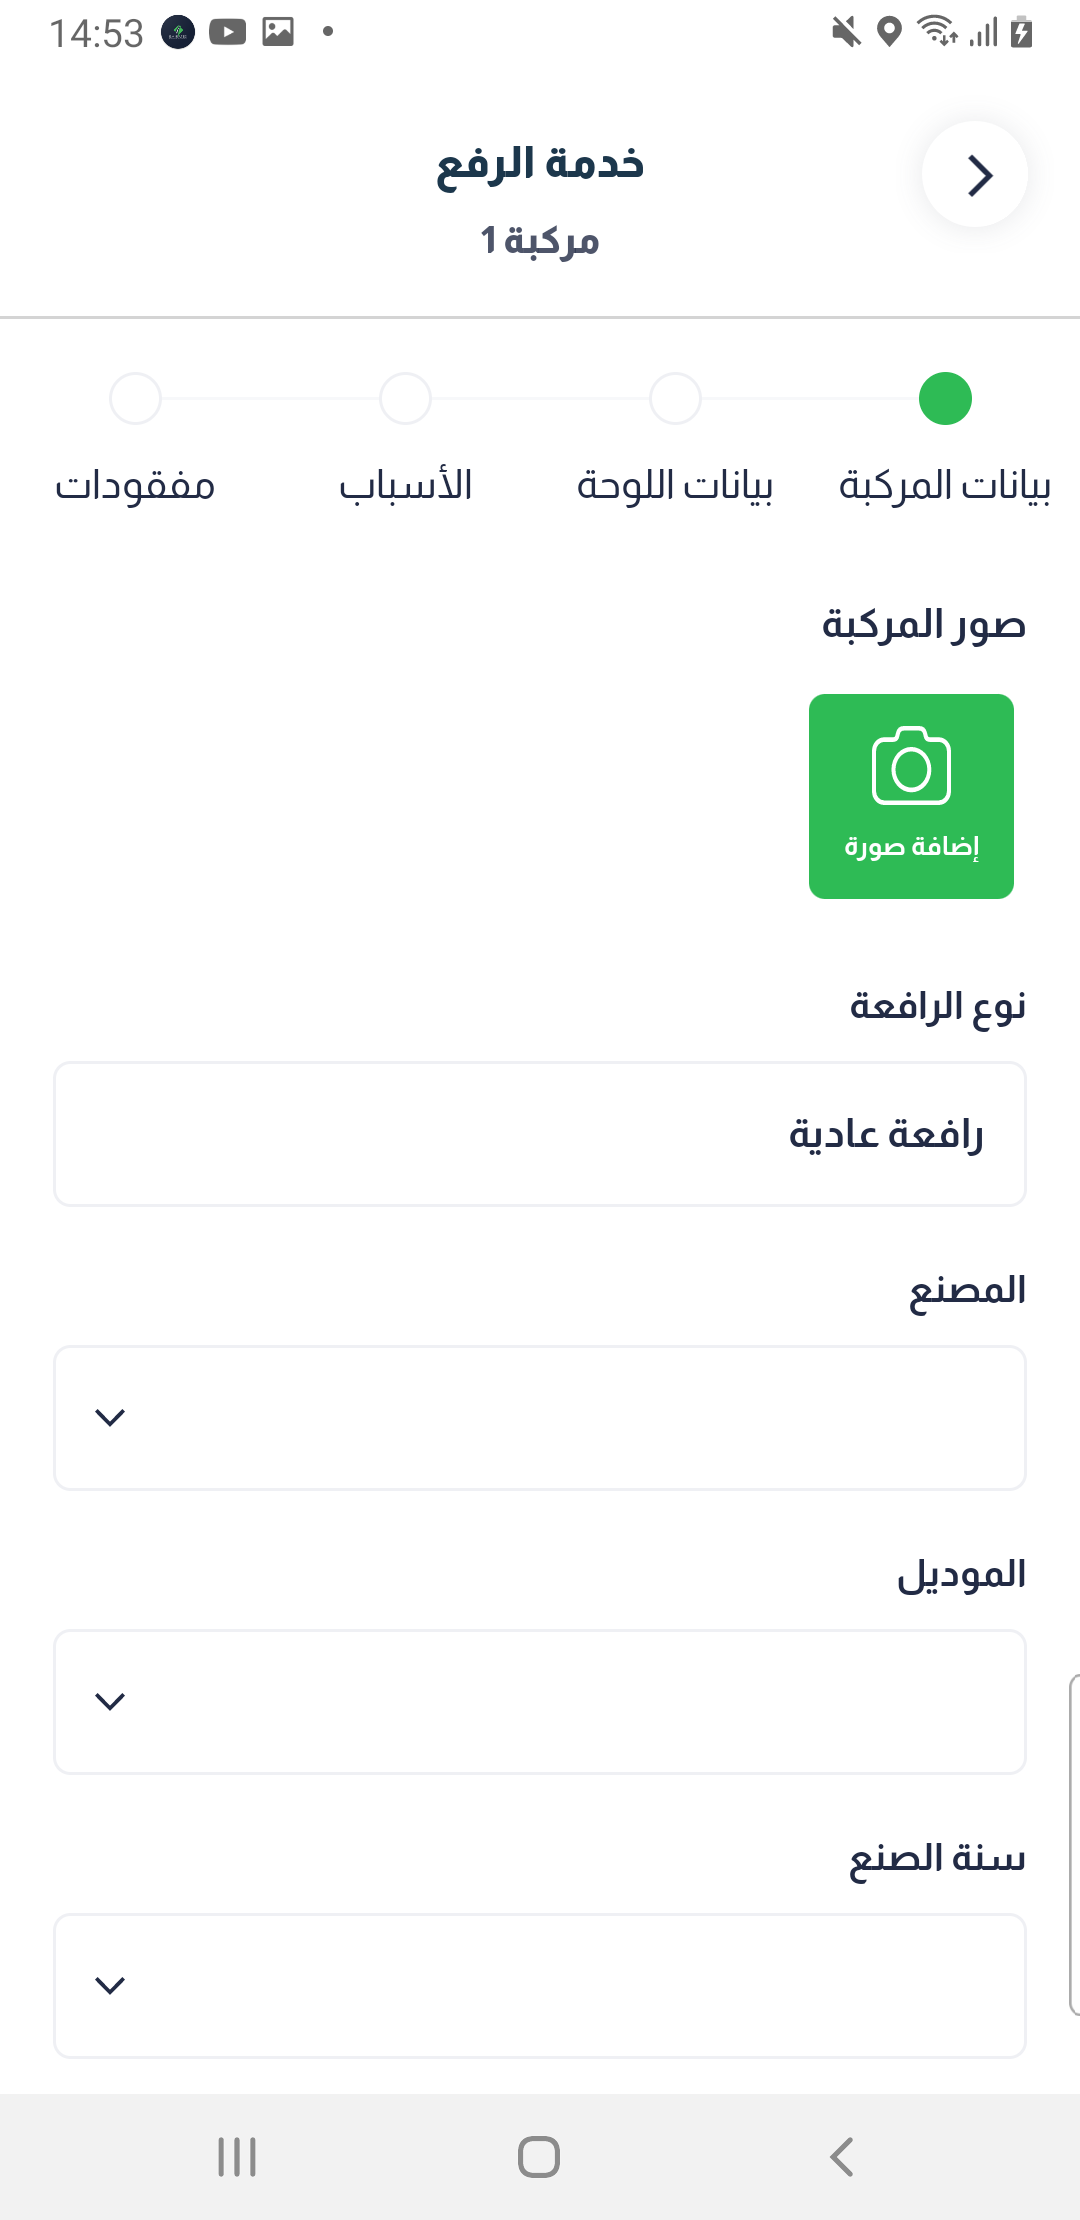 14:53
خدمة الرفع
مركبة 1
بيانات المركبة
بيانات اللوحة
الأسباب
مفقودات
صور المركبة
إضافة صورة
نوع الرافعة
رافعة عادية
المصنع
الموديل
سنة الصنع